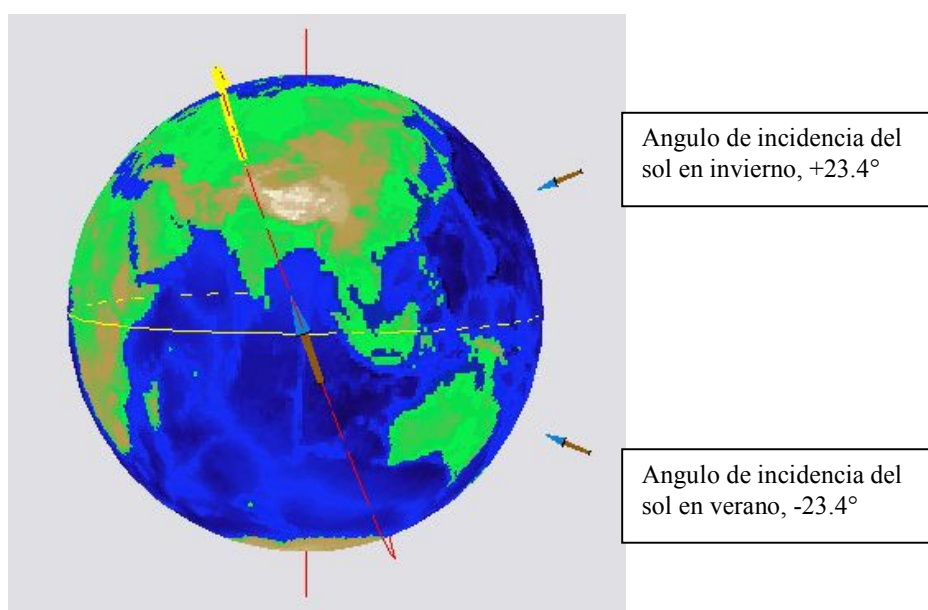 Angulo de incidencia del
sol en invierno, +23.4°
Angulo de incidencia del
sol en verano, -23.4°